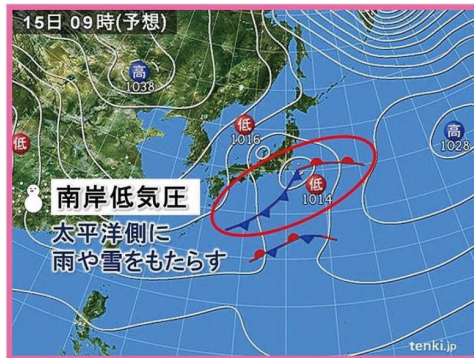 15日 09時(予想)
高
1038
低
1016
高
1028
低
低
1014
南岸低気圧
太平洋側に
雨や雪をもたらす
tenki.jp